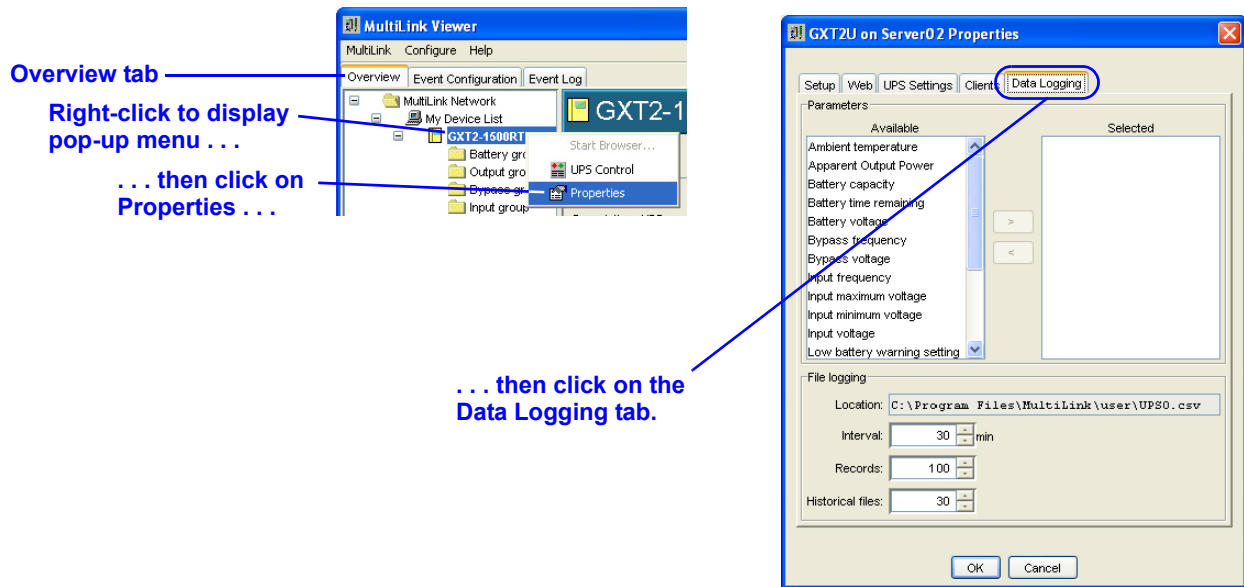 MultiLink Viewer
MultiLink Configure Help
Overview Event Configuration Event Log
MultiLink Network
My Device List
GXT2-1500RT
Battery gro
Output gro
Bypass gr
Input group
GXT2-1
Start Browser...
UPS Control
Properties
Overview tab
Right-click to display
pop-up menu . . .
. . . then click on
Properties . . .
. . . then click on the
Data Logging tab.
GXT2U on Server02 Properties
Setup Web UPS Settings Clients Data Logging
Parameters
Available
Selected
Ambient temperature
Apparent Output Power
Battery capacity
Battery time remaining
Battery voltage
Bypass frequency
Bypass voltage
Input frequency
Input maximum voltage
Input minimum voltage
Input voltage
Low battery warning setting
>
<
File logging
Location: C:\Program Files\MultiLink\user\UPS0.csv
Interval: 30 min
Records: 100
Historical files: 30
OK Cancel